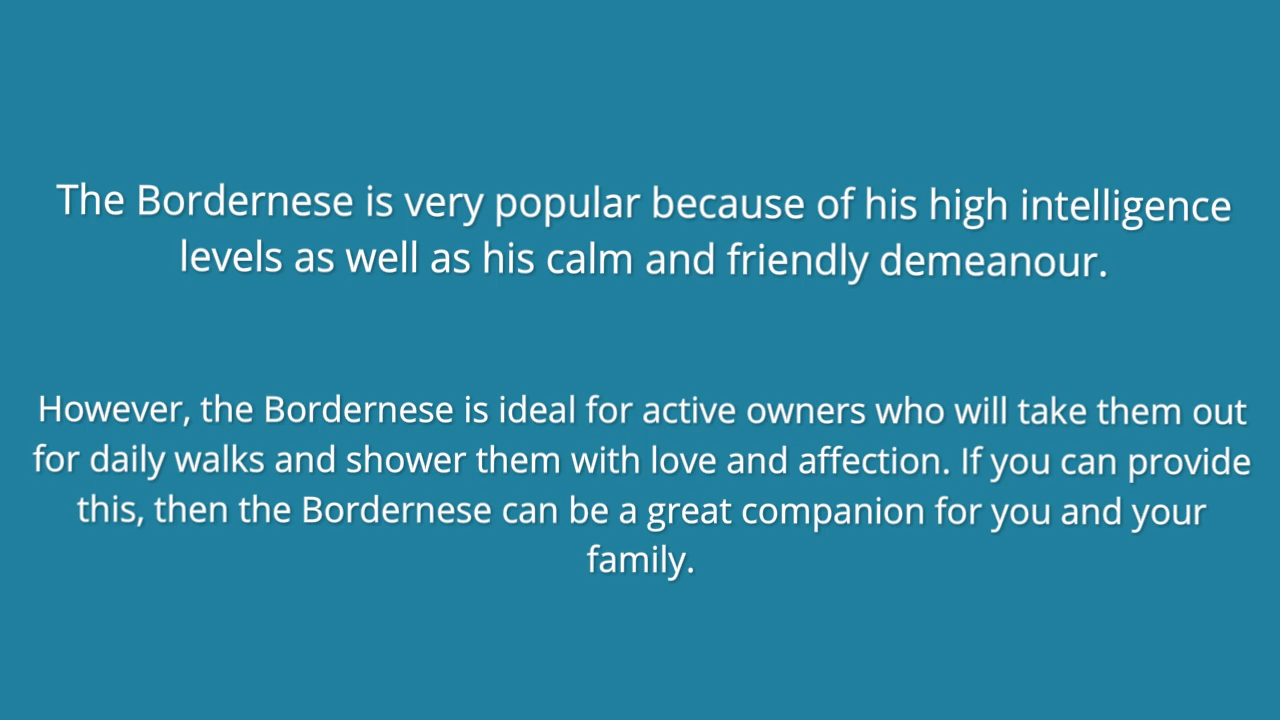 The Bordernese is very popular because of his high intelligence
levels as well as his calm and friendly demeanour.
However, the Bordernese is ideal for active owners who will take them out
for daily walks and shower them with love and affection. If you can provide
this, then the Bordernese can be a great companion for you and your
family.